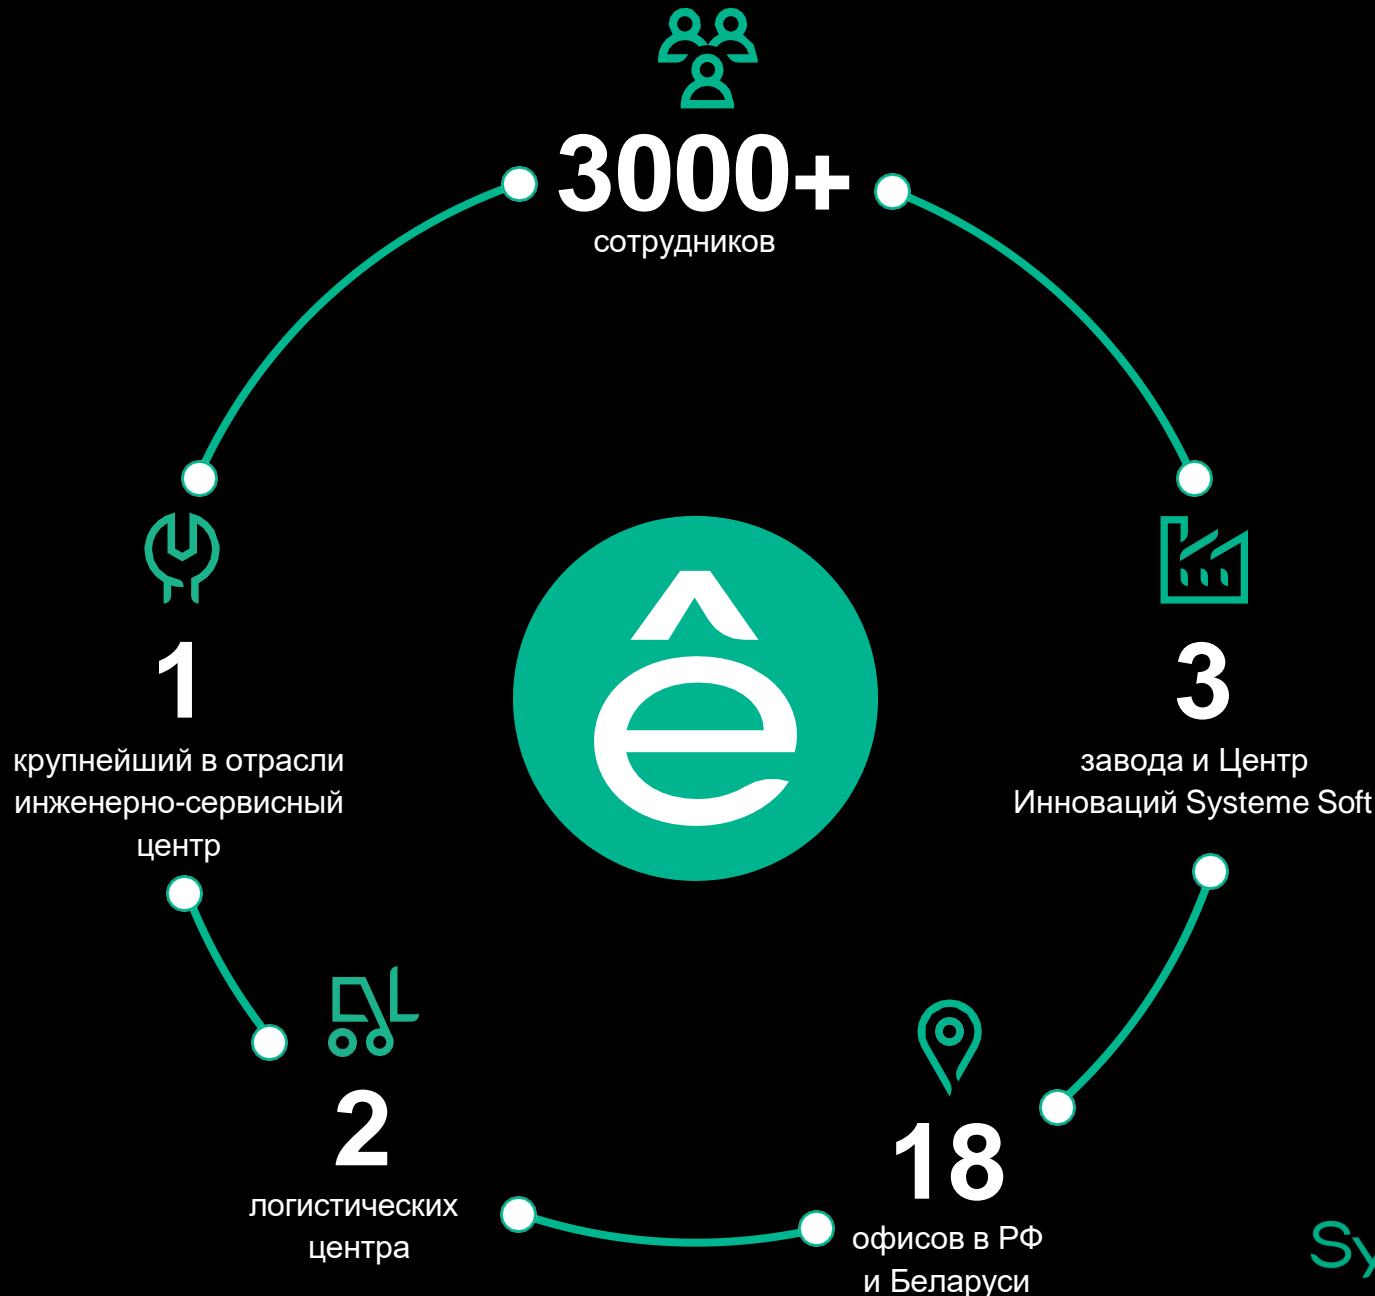 3000+
сотрудников
1
крупнейший в отрасли
инженерно-сервисный
центр
3
завода и Центр
Инноваций Systeme Soft
ê
2
логистических
центра
18
офисов в РФ
и Беларуси
Sy